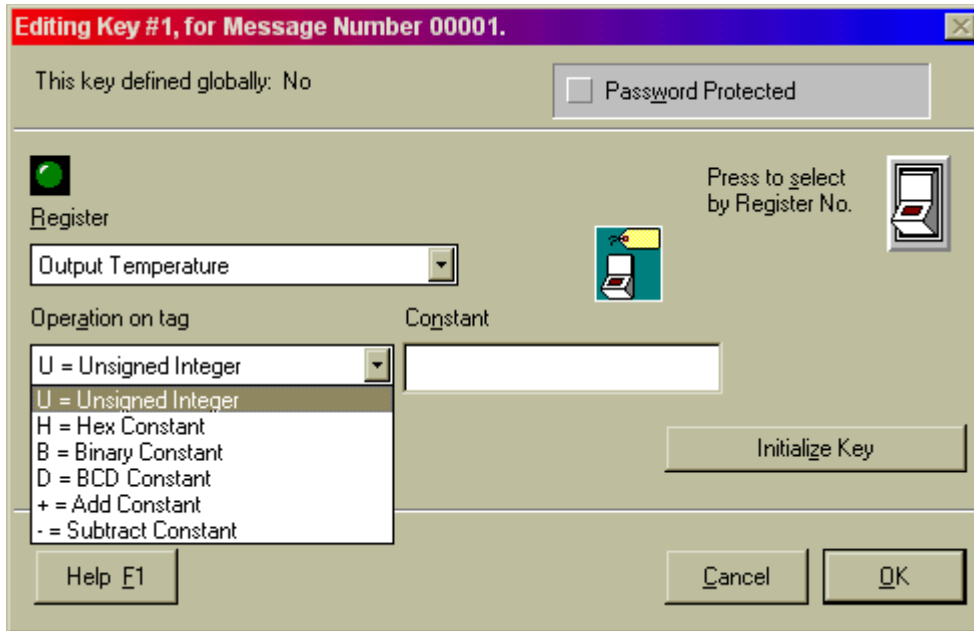 Editing Key #1, for Message Number 00001.
This key defined globally: No
Password Protected
Press to select
by Register No.
Register
Output Temperature
Operation on tag
Constant
U = Unsigned Integer
U = Unsigned Integer
H = Hex Constant
B = Binary Constant
D = BCD Constant
+ = Add Constant
- = Subtract Constant
Initialize Key
Help F1
Cancel
OK